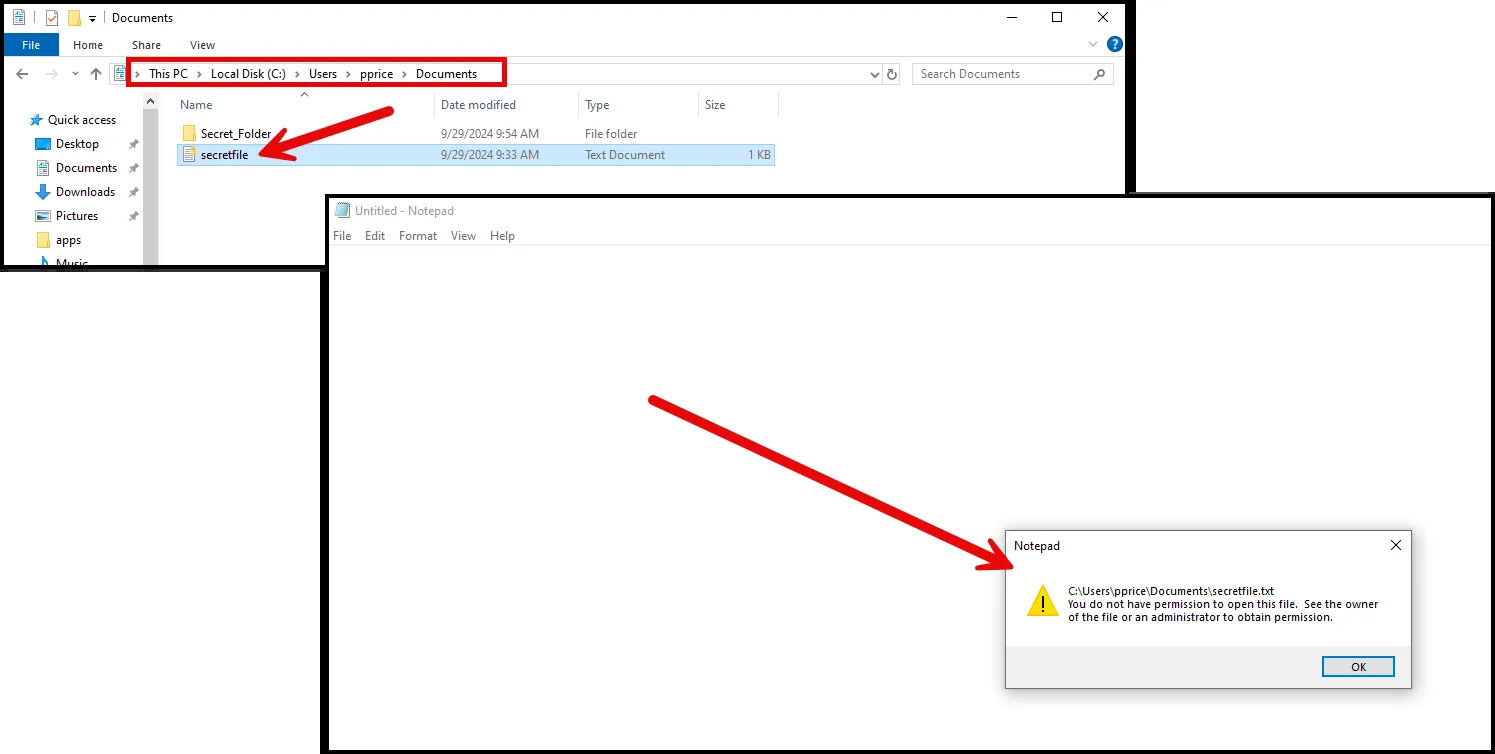 Documents
File Home Share View
This PC Local Disk (C:) Users pprice Documents
Search Documents
Name Date modified Type Size
Quick access
Desktop
Documents
Downloads
Pictures
apps
Music
Secret_Folder 9/29/2024 9:54 AM File folder
secretfile 9/29/2024 9:33 AM Text Document 1 KB
Untitled - Notepad
File Edit Format View Help
Notepad
C:\Users\pprice\Documents\secretfile.txt
You do not have permission to open this file. See the owner
of the file or an administrator to obtain permission.
OK